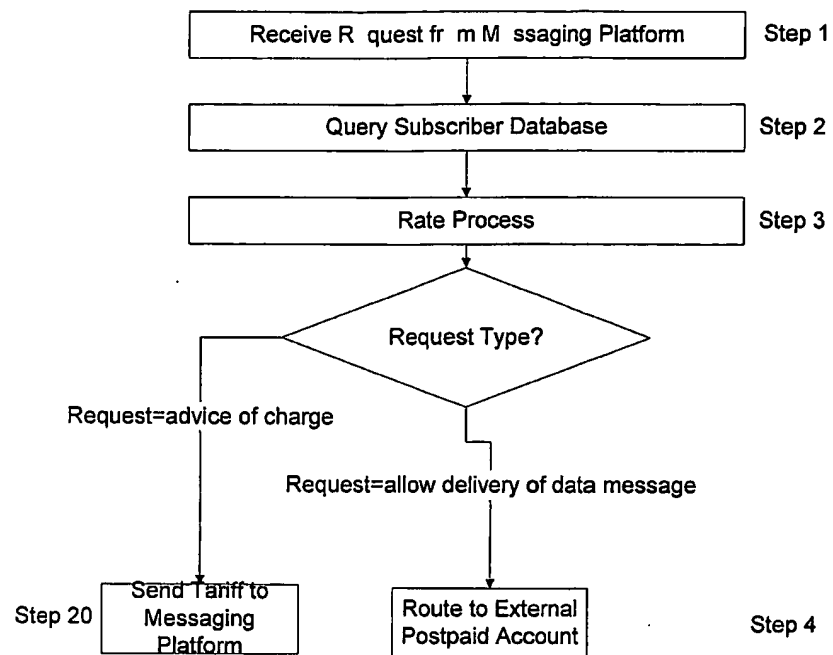 Receive R quest fr m M ssaging Platform
Step 1
Query Subscriber Database
Step 2
Rate Process
Step 3
Request Type?
Request=advice of charge
Request=allow delivery of data message
Step 20
Send Tariff to
Messaging
Platform
Route to External
Postpaid Account
Step 4